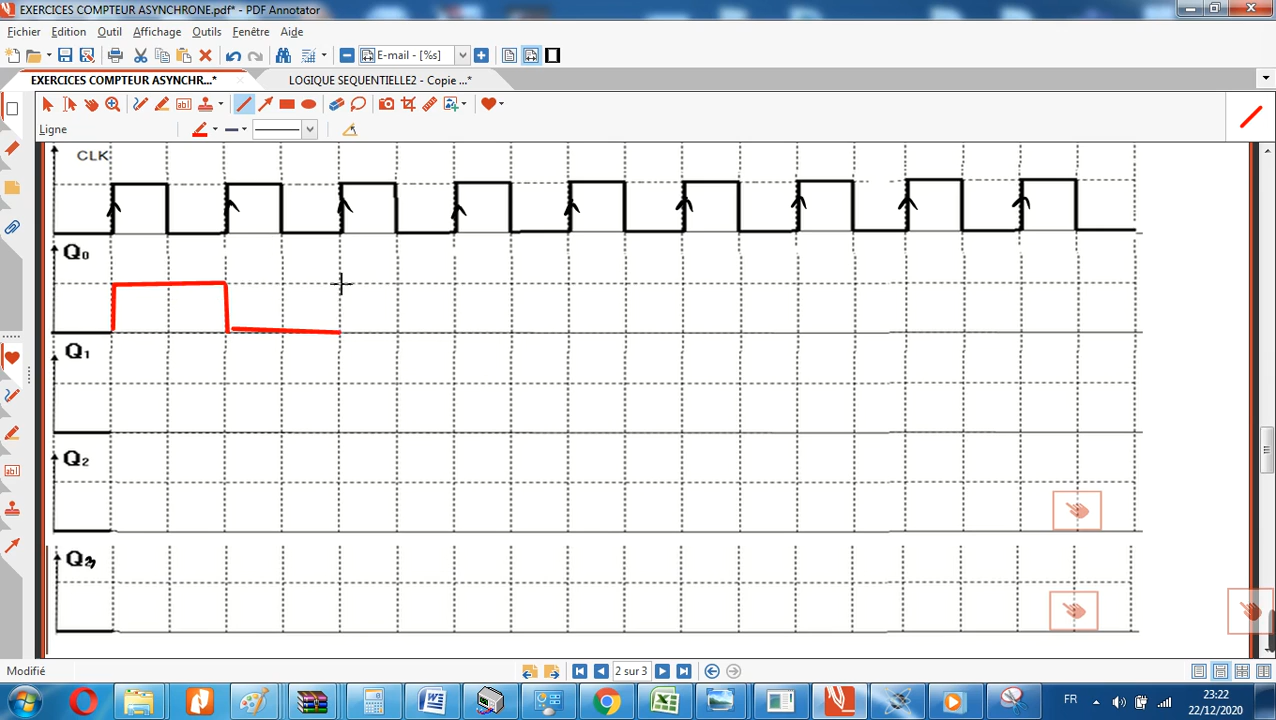 EXERCICES COMPTEUR ASYNCHRONE.pdf* - PDF Annotator
Fichier Edition Outil Affichage Outils Fenêtre Aide
E-mail - [%s]
EXERCICES COMPTEUR ASYNCHR...* LOGIQUE SEQUENTIELLE2 - Copie ...*
Ligne
CLK
Q0
Q1
Q2
Q3
Modifié
2 sur 3
FR
23:22
22/12/2020